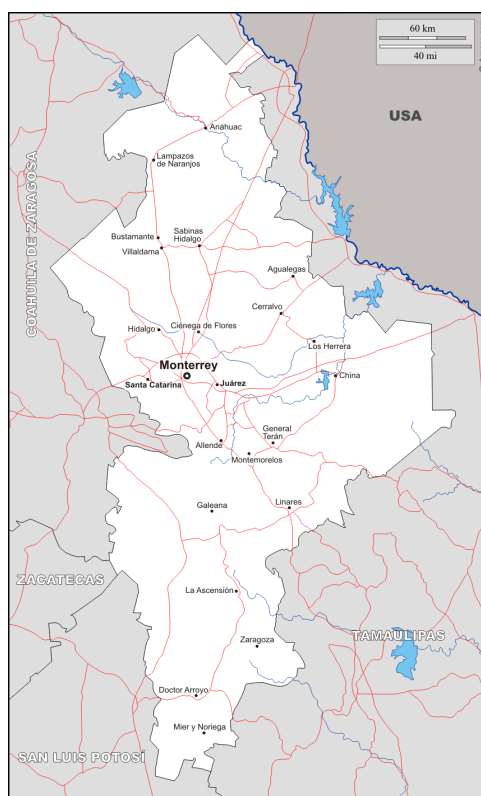 60 km
40 mi
USA
Anáhuac
Lampazos
de Naranjos
COAHUILA DE ZARAGOSA
Bustamante
Sabinas
Hidalgo
Villaldama
Agualegas
Cerralvo
Hidalgo
Ciénega de Flores
Los Herrera
Monterrey
China
Santa Catarina
Juárez
General
Terán
Allende
Montemorelos
Galeana
Linares
ZACATECAS
La Ascensión
TAMAULIPAS
Zaragoza
Doctor Arroyo
Mier y Noriega
SAN LUIS POTOSÍ